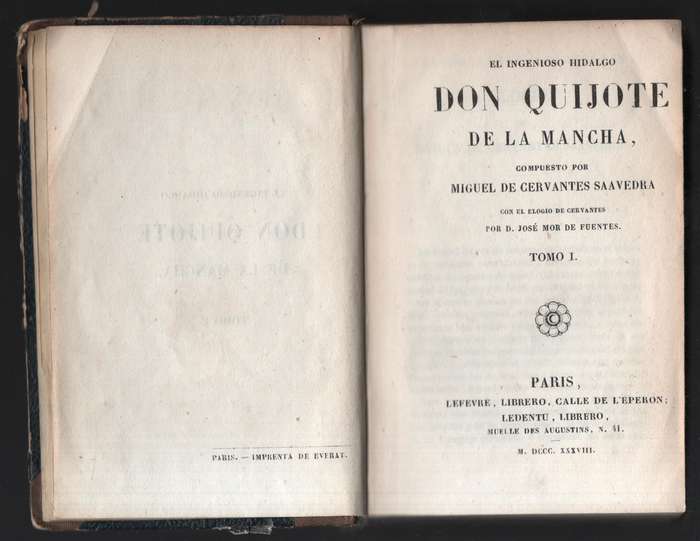 PARIS. — IMPRENTA DE EVERAT.
EL INGENIOSO HIDALGO
DON QUIJOTE
DE LA MANCHA,
COMPUESTO POR
MIGUEL DE CERVANTES SAAVEDRA
CON EL ELOGIO DE CERVANTES
POR D. JOSÉ MOR DE FUENTES.
TOMO I.
PARIS,
LEFEVRE, LIBRERO, CALLE DE L'EPERON;
LEDENTU, LIBRERO,
MUELLE DES AUGUSTINS, N. 41.
M. DCCC. XXXVIII.